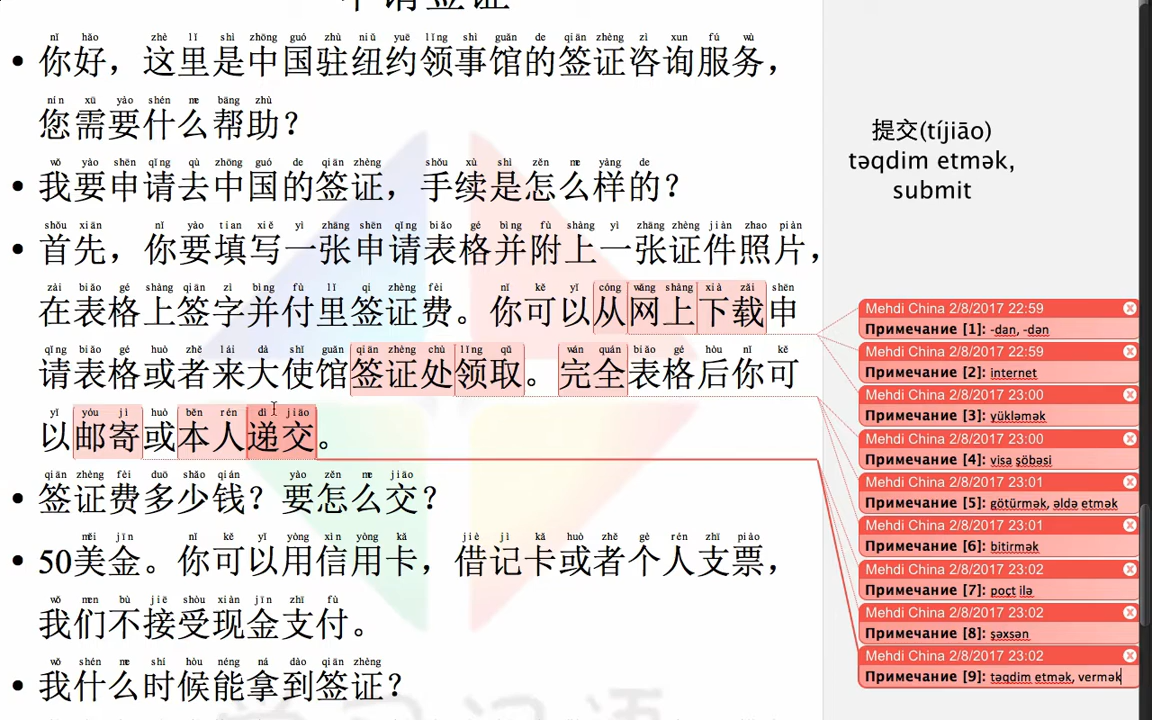 申请签证
nǐ hǎo zhè lǐ shì zhōng guó zhù niǔ yuē lǐng shì guǎn de qiān zhèng zì xun fú wù
• 你好，这里是中国驻纽约领事馆的签证咨询服务，
nín xū yào shén me bāng zhù
您需要什么帮助？
wǒ yào shēn qǐng qù zhōng guó de qiān zhèng shǒu xù shì zěn me yàng de
• 我要申请去中国的签证，手续是怎么样的？
shǒu xiān nǐ yào tian xiě yì zhāng shēn qǐng biǎo gé bìng fù shàng yì zhāng zhèng jiàn zhao piàn
• 首先，你要填写一张申请表格并附上一张证件照片，
zài biǎo gé shàng qiān zì bìng fù lǐ qi zhèng fèi nǐ kě yǐ cóng wǎng shàng xià zǎi shēn
在表格上签字并付里签证费。你可以从网上下载申
qǐng biǎo gé huò zhě lái dà shǐ guǎn qiān zhèng chù lǐng qǔ wán quán biǎo gé hòu nǐ kě
请表格或者来大使馆签证处领取。完全表格后你可
yǐ yóu jì huò běn rén dì jiāo
以邮寄或本人递交。
qiān zhèng fèi duō shǎo qián yào zěn me jiāo
• 签证费多少钱？要怎么交？
měi jīn nǐ kě yǐ yòng xìn yòng kǎ jiè jì kǎ huò zhě gè rén zhī piào
• 50美金。你可以用信用卡，借记卡或者个人支票，
wǒ men bù jiē shòu xiàn jīn zhī fù
我们不接受现金支付。
wǒ shén me shí hòu néng ná dào qiān zhèng
• 我什么时候能拿到签证？
提交(tíjiāo)
təqdim etmək,
submit
Mehdi China 2/8/2017 22:59
Примечание [1]: -dan, -dən
Mehdi China 2/8/2017 22:59
Примечание [2]: internet
Mehdi China 2/8/2017 23:00
Примечание [3]: yükləmək
Mehdi China 2/8/2017 23:00
Примечание [4]: visa şöbəsi
Mehdi China 2/8/2017 23:01
Примечание [5]: götürmək, əldə etmək
Mehdi China 2/8/2017 23:01
Примечание [6]: bitirmək
Mehdi China 2/8/2017 23:02
Примечание [7]: poçt ilə
Mehdi China 2/8/2017 23:02
Примечание [8]: şəxsən
Mehdi China 2/8/2017 23:02
Примечание [9]: təqdim etmək, vermək